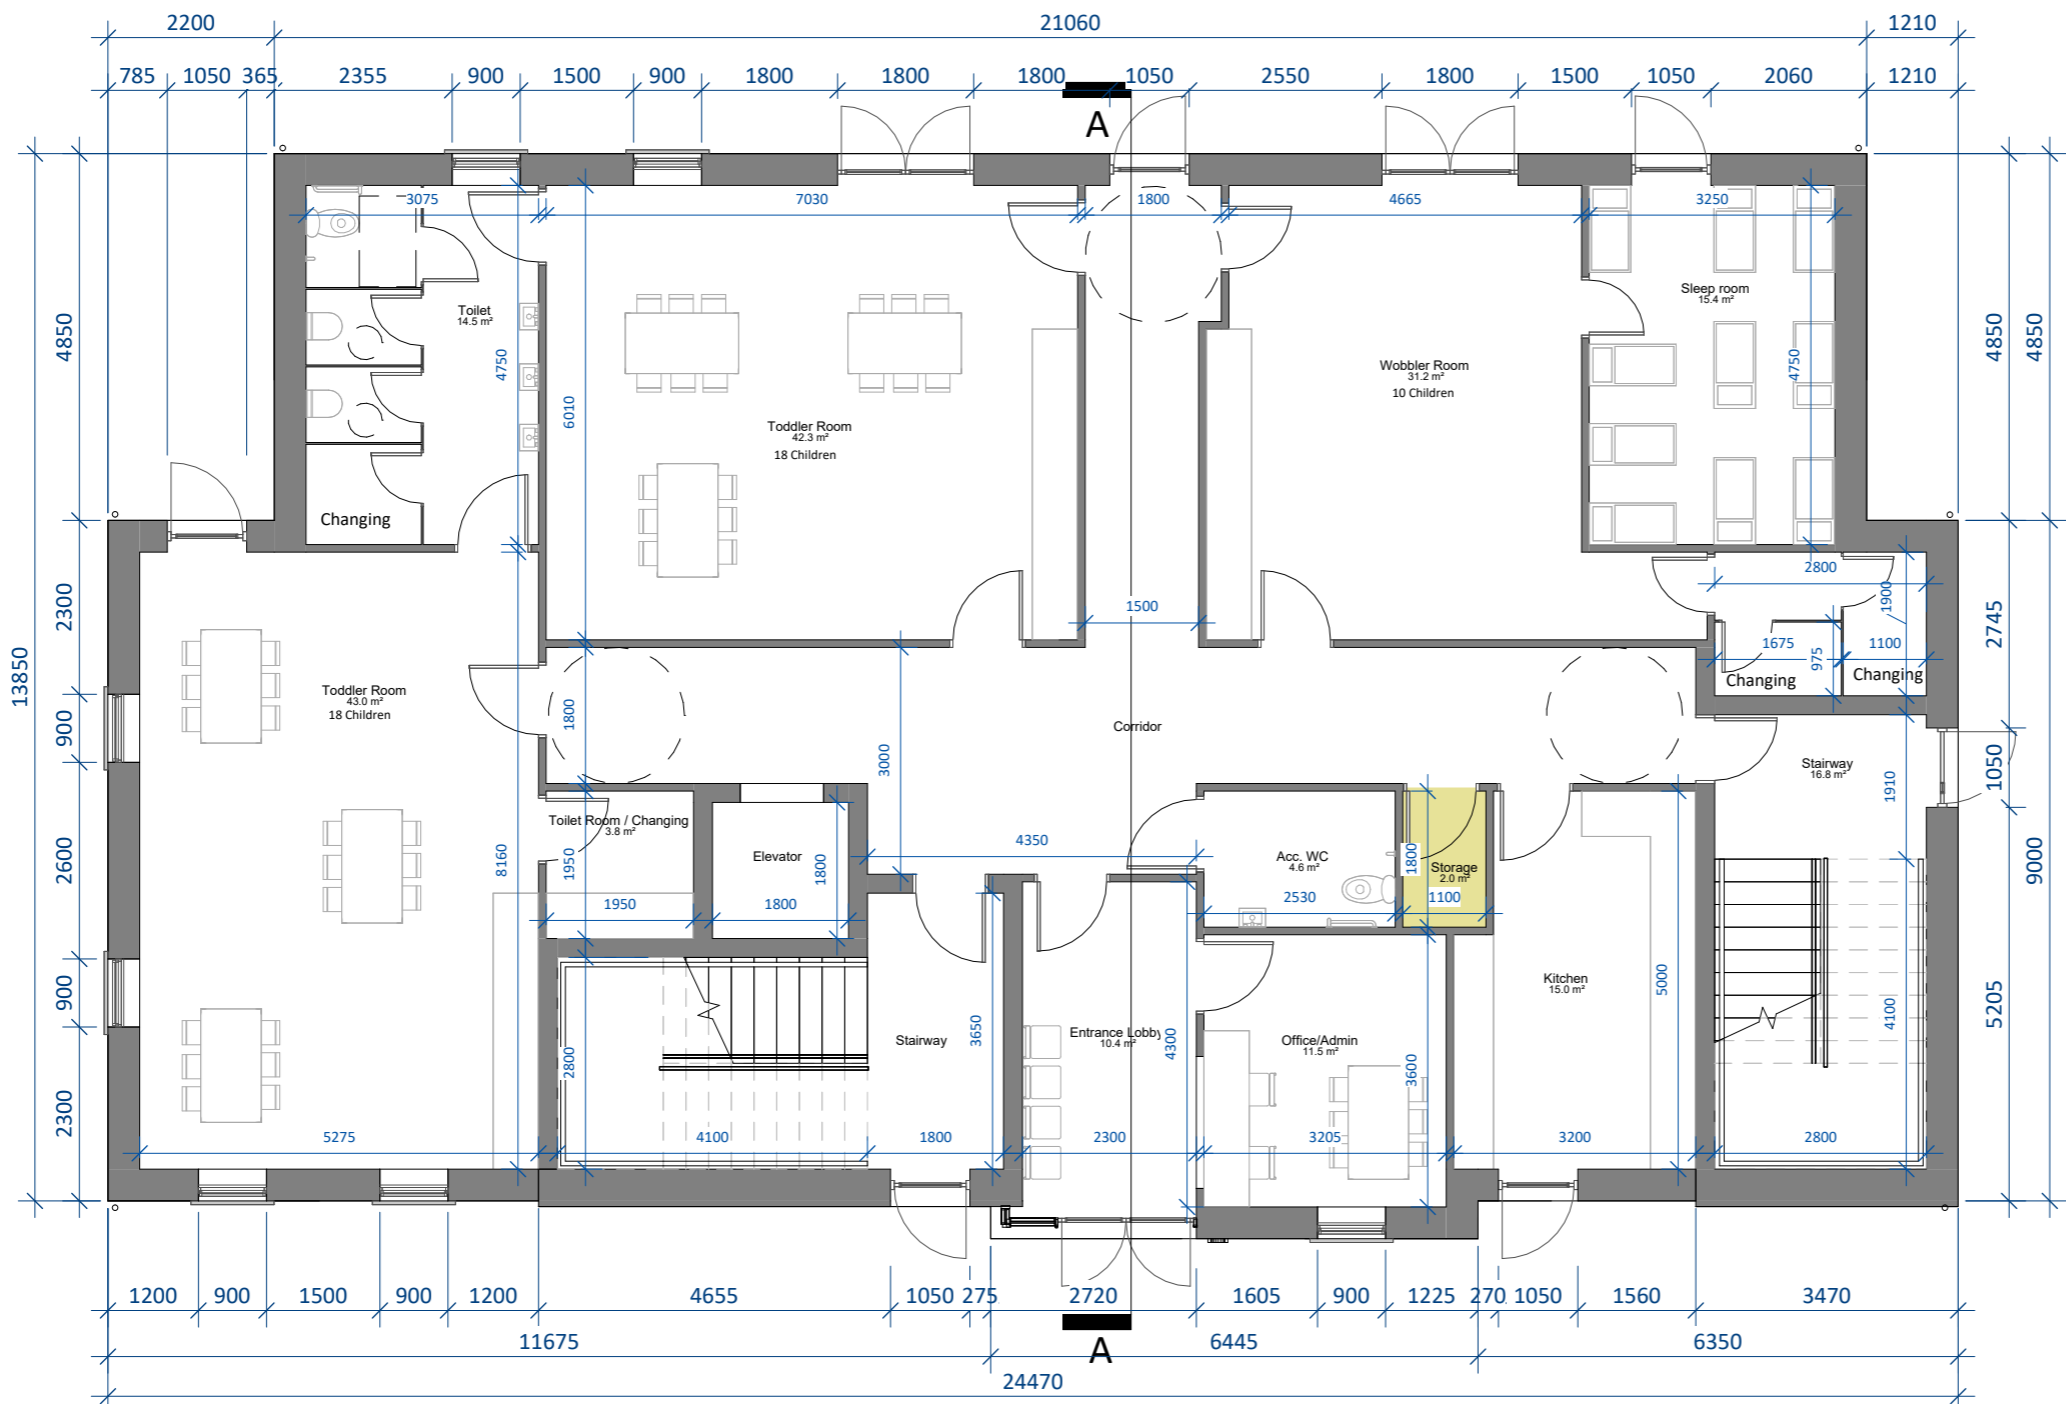 2200 21060 1210
785 1050 365 2355 900 1500 900 1800 1800 1800 1050 2550 1800 1500 1050 2060 1210
A
3075 7030 1800 4665 3250
Toilet
14.5 m²
Sleep room
15.4 m²
4850
4750
6010
Wobbler Room
31.2 m²
10 Children
4750
4850
4850
Toddler Room
42.3 m²
18 Children
Changing
2800
1900
1500
1675
975
1100
Changing
Changing
2300
2745
13850
Toddler Room
43.0 m²
18 Children
900
1800
3000
Corridor
Stairway
16.8 m²
1910
1050
9000
Toilet Room / Changing
3.8 m²
1950
1950
Elevator
1800
1800
4350
Acc. WC
4.6 m²
2530
1800
Storage
2.0 m²
1100
2600
8160
Kitchen
15.0 m²
5000
900
2800
Stairway
3650
Entrance Lobby
10.4 m²
4300
Office/Admin
11.5 m²
3600
4100
5205
2300
5275 4100 1800 2300 3205 3200 2800
1200 900 1500 900 1200 4655 1050 275 2720 1605 900 1225 270 1050 1560 3470
11675 A 6445 6350
24470